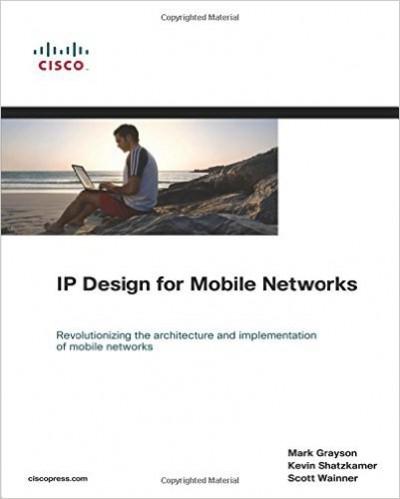 Copyrighted Material
CISCO
IP Design for Mobile Networks
Revolutionizing the architecture and implementation
of mobile networks
Mark Grayson
Kevin Shatzkamer
Scott Wainner
ciscopress.com
Copyrighted Material